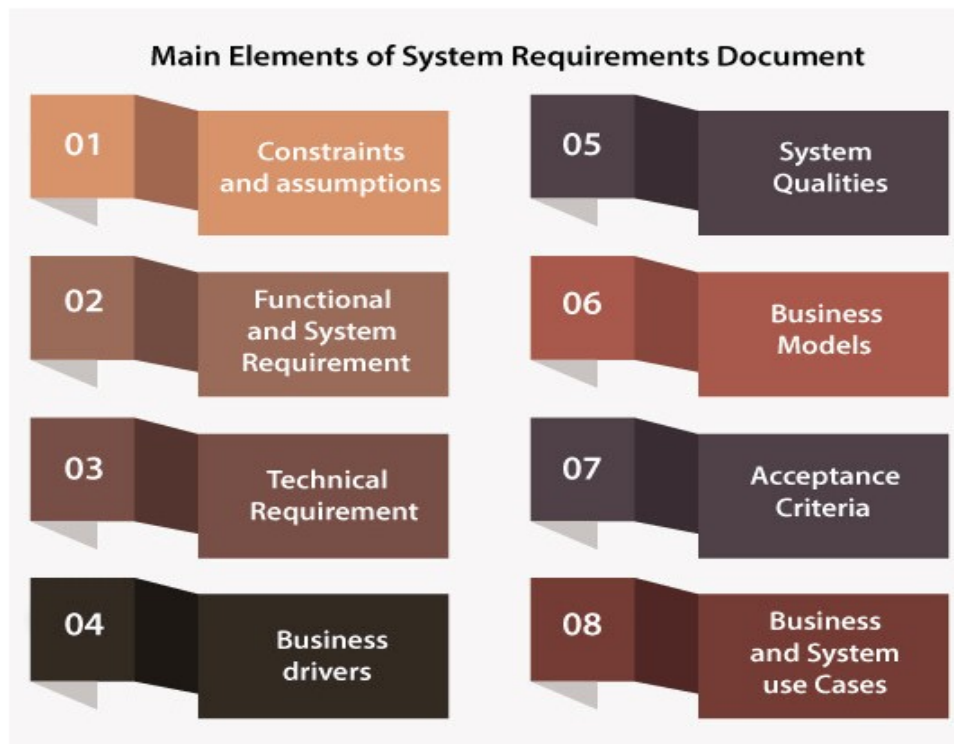 Main Elements of System Requirements Document
01
Constraints
and assumptions
02
Functional
and System
Requirement
03
Technical
Requirement
04
Business
drivers
05
System
Qualities
06
Business
Models
07
Acceptance
Criteria
08
Business
and System
use Cases